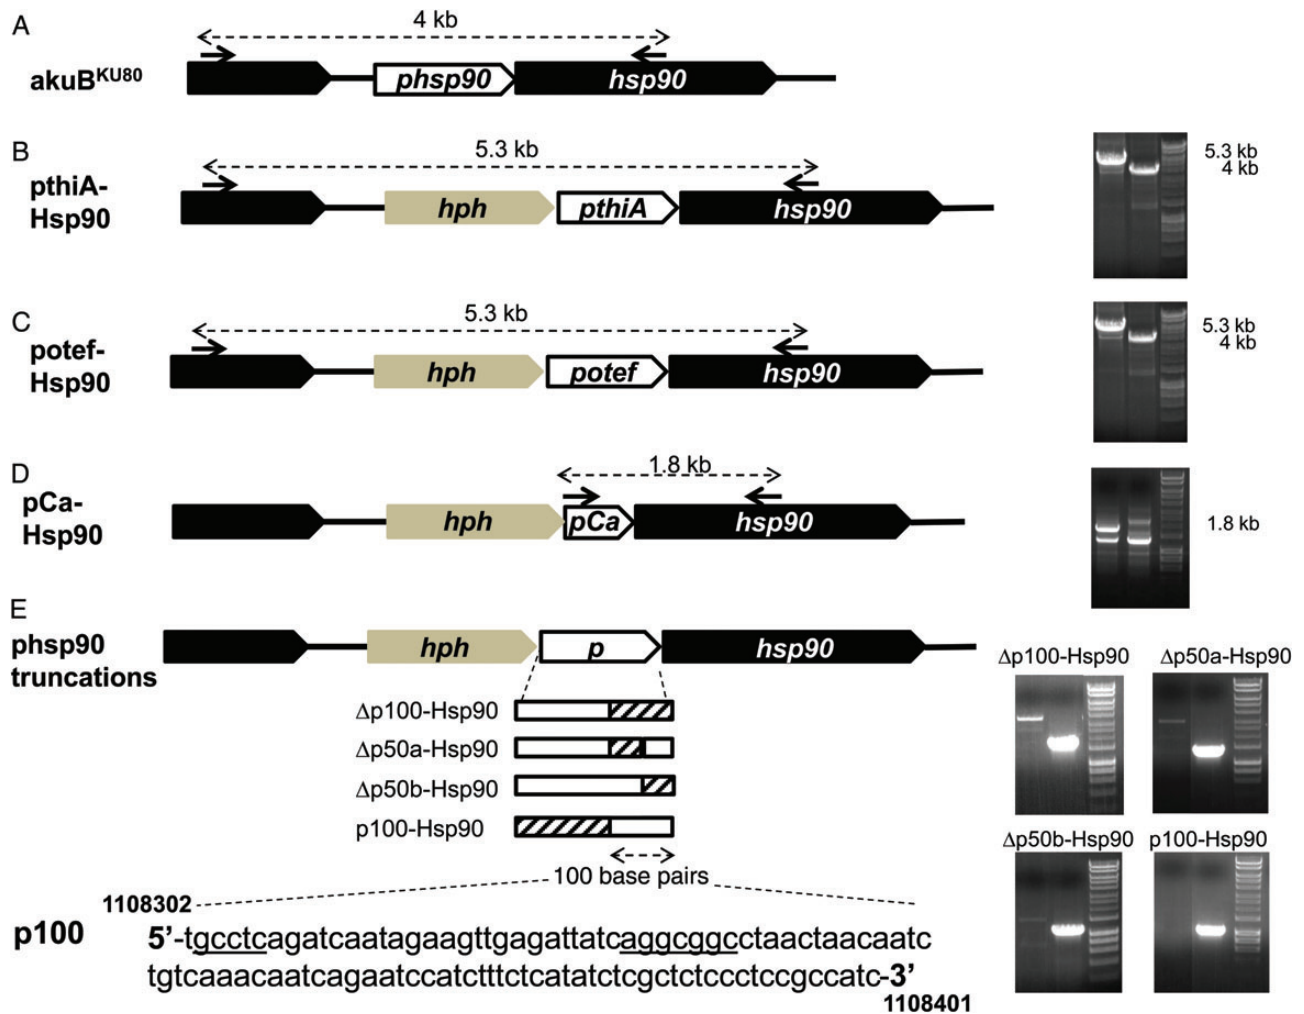 A
4 kb
akuBKU80
phsp90
hsp90
B
5.3 kb
pthiA-
Hsp90
hph
pthiA
hsp90
5.3 kb
4 kb
C
5.3 kb
potef-
Hsp90
hph
potef
hsp90
5.3 kb
4 kb
D
1.8 kb
pCa-
Hsp90
hph
pCa
hsp90
1.8 kb
E
phsp90
truncations
hph
p
hsp90
Δp100-Hsp90
Δp50a-Hsp90
Δp50b-Hsp90
p100-Hsp90
100 base pairs
Δp100-Hsp90
Δp50a-Hsp90
Δp50b-Hsp90
p100-Hsp90
1108302
p100
5’-tgcctcagatcaatagaagttgagattatcaggcggcctaactaacaatc
tgtcaaacaatcagaatccatctttctcatatctcgctctccctccgccatc-3’
1108401